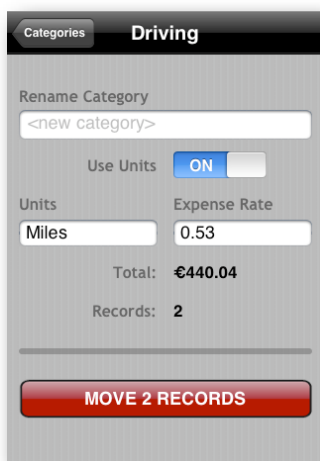 Categories Driving
Rename Category
<new category>
Use Units ON
Units Expense Rate
Miles 0.53
Total: €440.04
Records: 2
MOVE 2 RECORDS